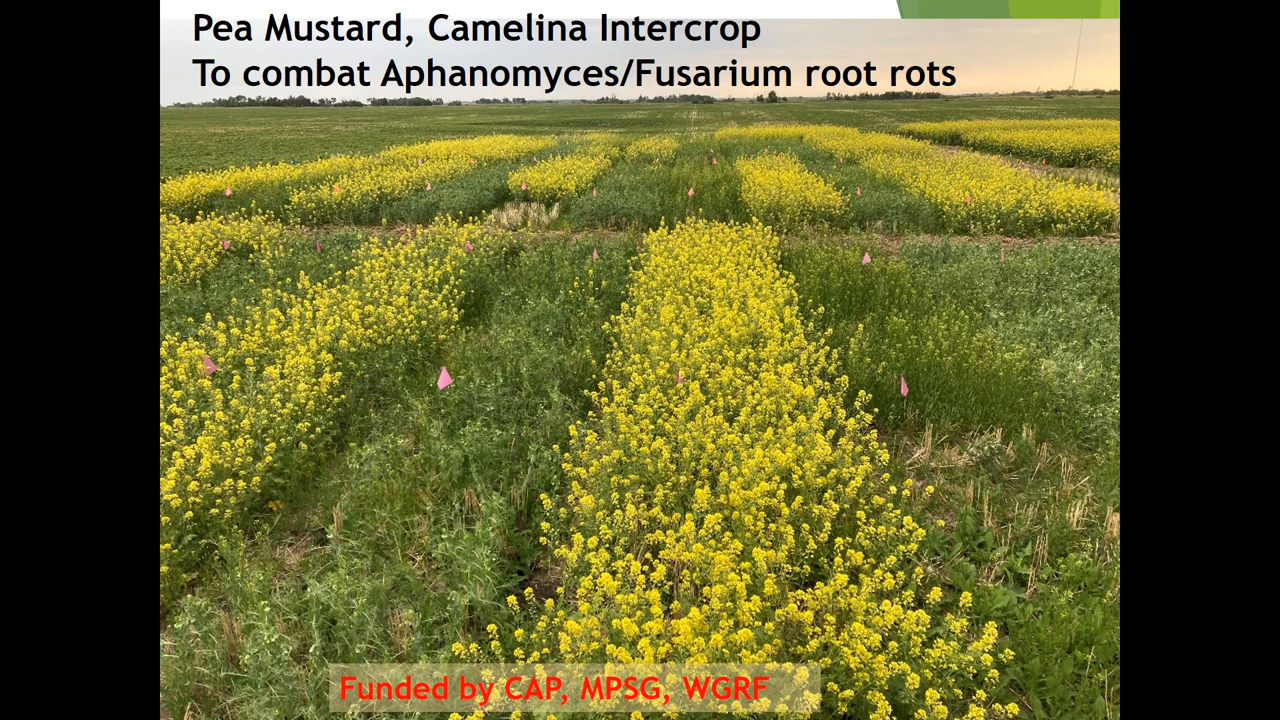 Pea Mustard, Camelina Intercrop
To combat Aphanomyces/Fusarium root rots
Funded by CAP, MPSG, WGRF